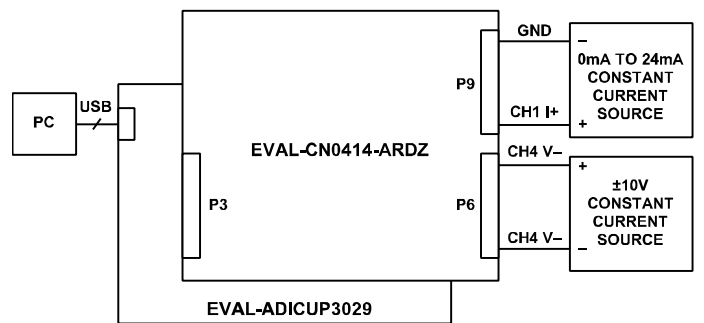 PC
USB
EVAL-CN0414-ARDZ
P3
P9
P6
GND
CH1 I+
CH4 V–
CH4 V–
–
0mA TO 24mA
CONSTANT
CURRENT
SOURCE
+
+
±10V
CONSTANT
CURRENT
SOURCE
–
EVAL-ADICUP3029